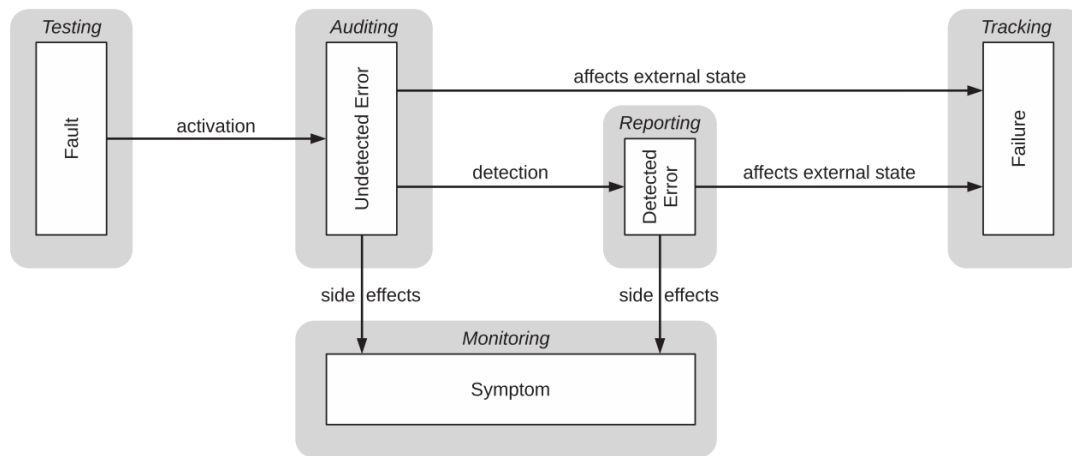 Testing
Fault
activation
Auditing
Undetected Error
affects external state
detection
Reporting
Detected
Error
affects external state
Tracking
Failure
side effects
side effects
Monitoring
Symptom